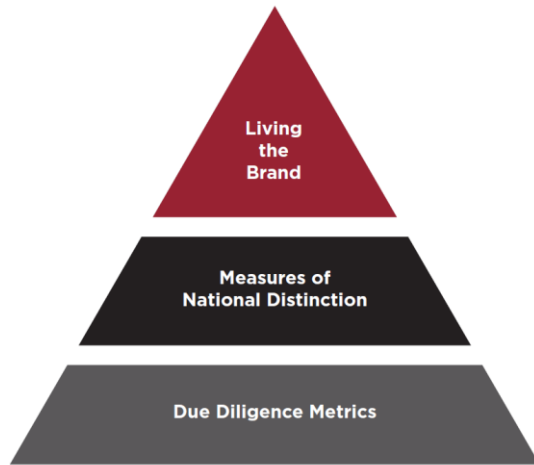 Living
the
Brand
Measures of
National Distinction
Due Diligence Metrics